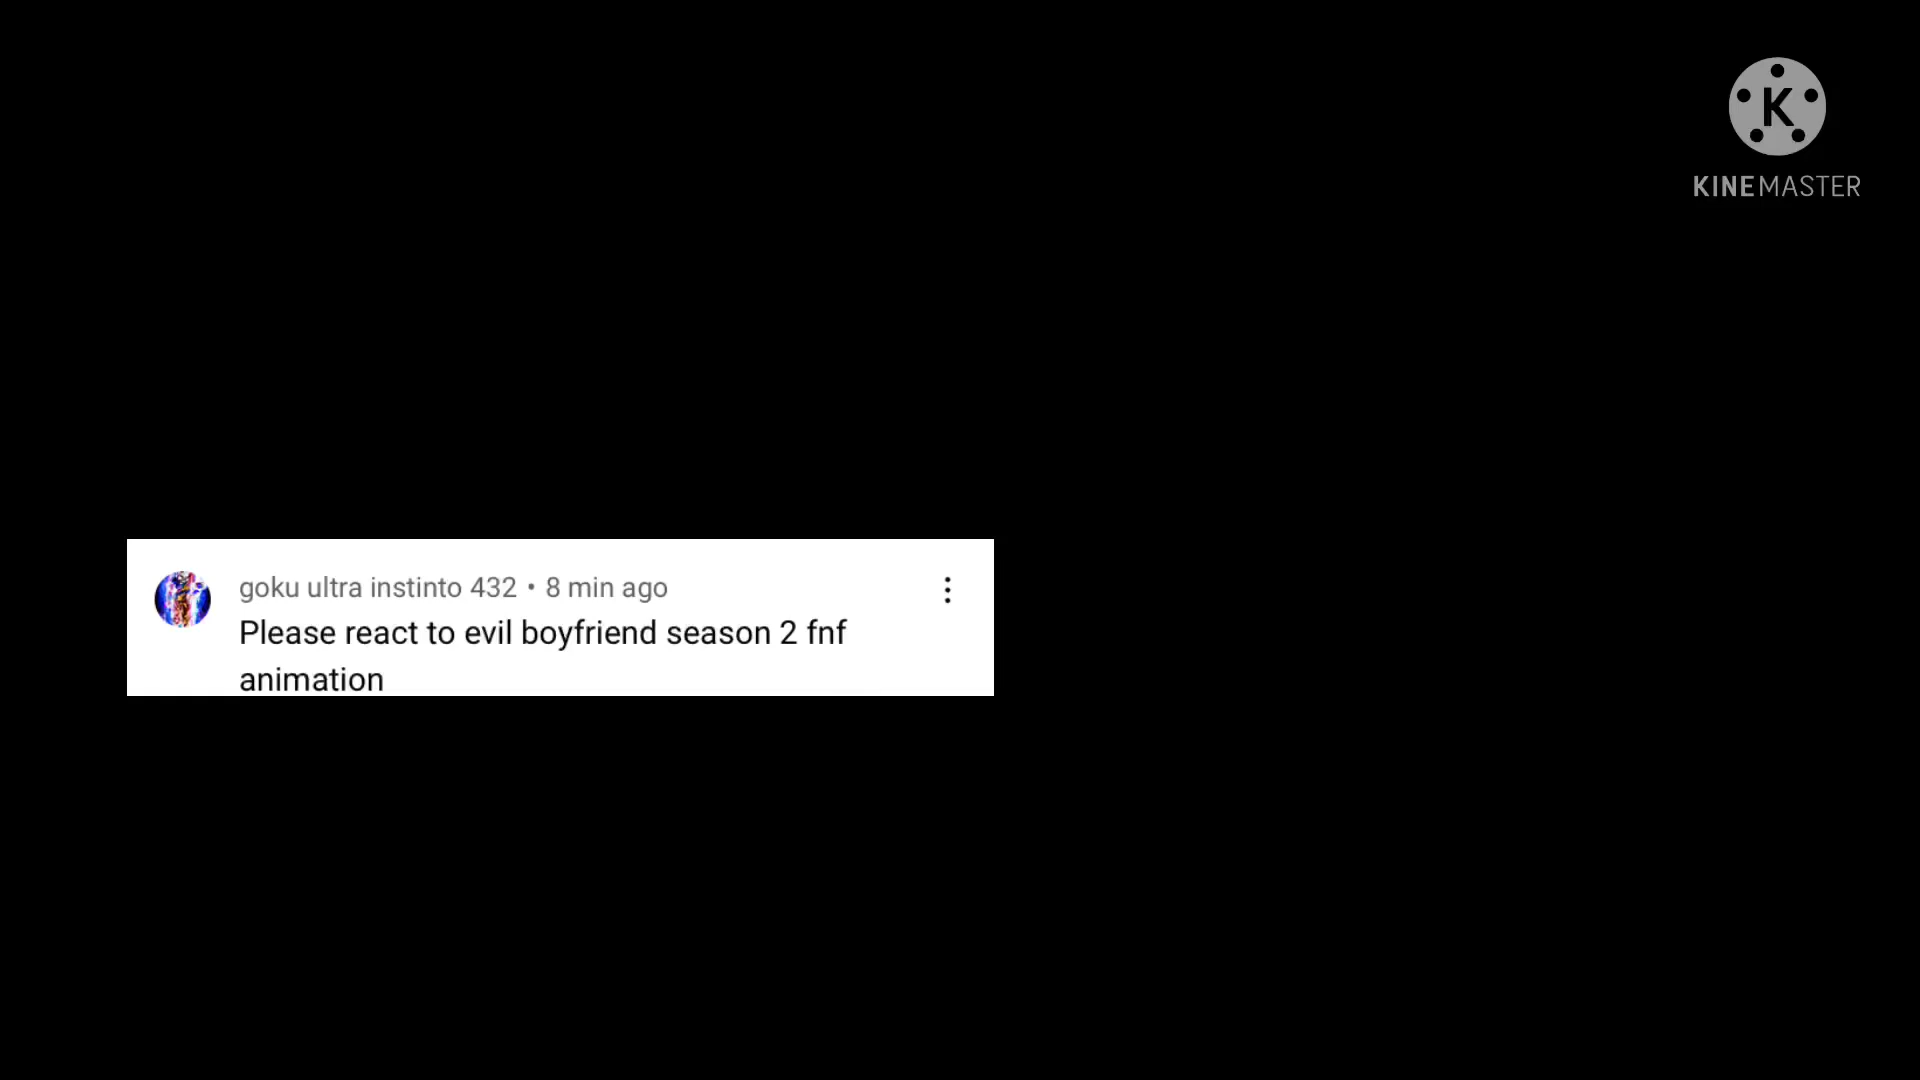 K
KINEMASTER
goku ultra instinto 432 • 8 min ago
Please react to evil boyfriend season 2 fnf
animation